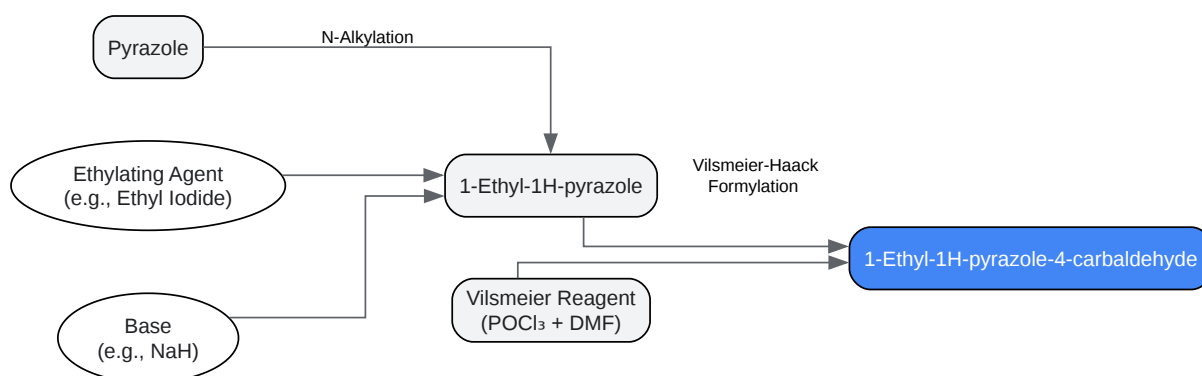 Pyrazole
N-Alkylation
Ethylating Agent
(e.g., Ethyl Iodide)
1-Ethyl-1H-pyrazole
Vilsmeier-Haack
Formylation
1-Ethyl-1H-pyrazole-4-carbaldehyde
Vilsmeier Reagent
(POCl₃ + DMF)
Base
(e.g., NaH)